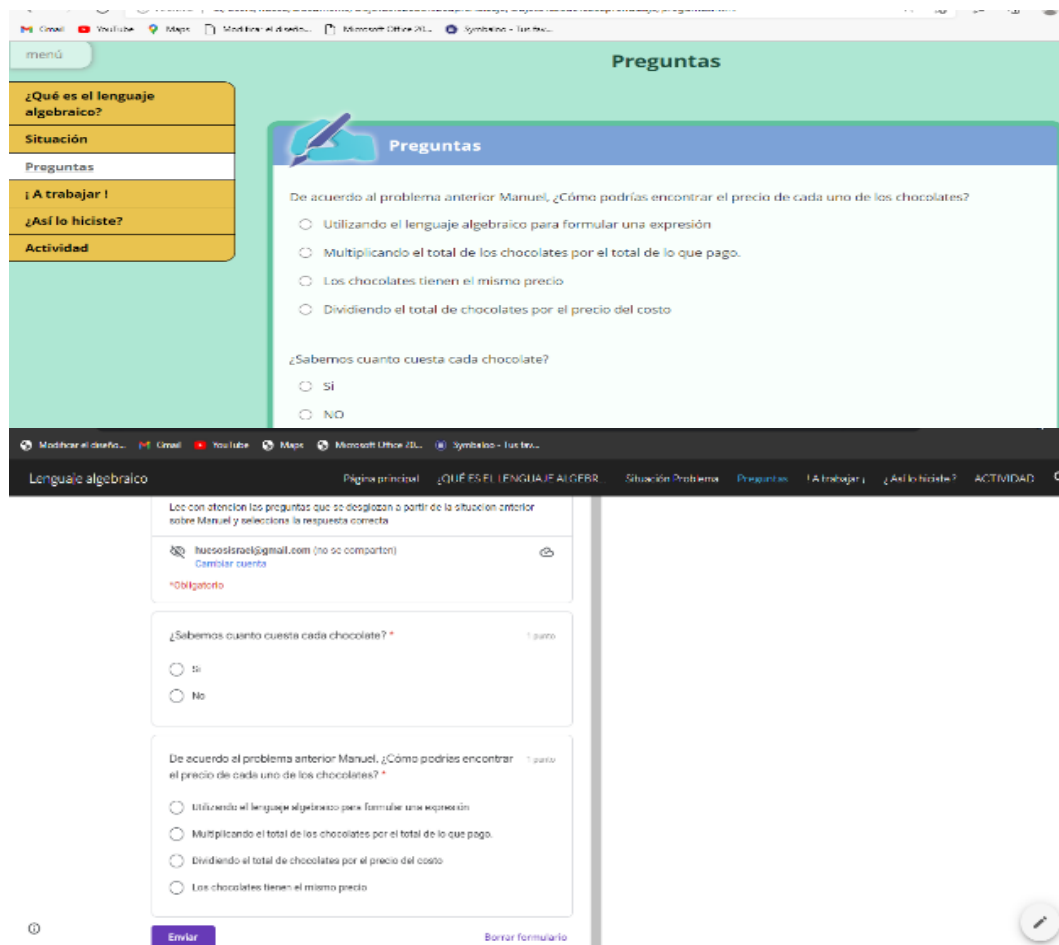 Gmail YouTube Maps Modificar el diseño... Microsoft Office 20... Symbaloo - Tus fav...
menú
Preguntas
¿Qué es el lenguaje
algebraico?
Situación
Preguntas
¡ A trabajar !
¿Así lo hiciste?
Actividad
Preguntas
De acuerdo al problema anterior Manuel, ¿Cómo podrías encontrar el precio de cada uno de los chocolates?
Utilizando el lenguaje algebraico para formular una expresión
Multiplicando el total de los chocolates por el total de lo que pago.
Los chocolates tienen el mismo precio
Dividiendo el total de chocolates por el precio del costo
¿Sabemos cuanto cuesta cada chocolate?
Si
NO
Modificar el diseño... Gmail YouTube Maps Microsoft Office 20... Symbaloo - Tus fav...
Lenguaje algebraico Página principal ¿QUÉ ES EL LENGUAJE ALGEBR... Situación Problema Preguntas ! A trabajar ¡ ¿ Así lo hiciste ? ACTIVIDAD
Lee con atencion las preguntas que se desglozan a partir de la situacion anterior
sobre Manuel y selecciona la respuesta correcta
huesosisrael@gmail.com (no se comparten)
Cambiar cuenta
*Obligatorio
¿Sabemos cuanto cuesta cada chocolate? * 1 punto
Si
No
De acuerdo al problema anterior Manuel, ¿Cómo podrías encontrar 1 punto
el precio de cada uno de los chocolates? *
Utilizando el lenguaje algebraico para formular una expresión
Multiplicando el total de los chocolates por el total de lo que pago.
Dividiendo el total de chocolates por el precio del costo
Los chocolates tienen el mismo precio
Enviar Borrar formulario